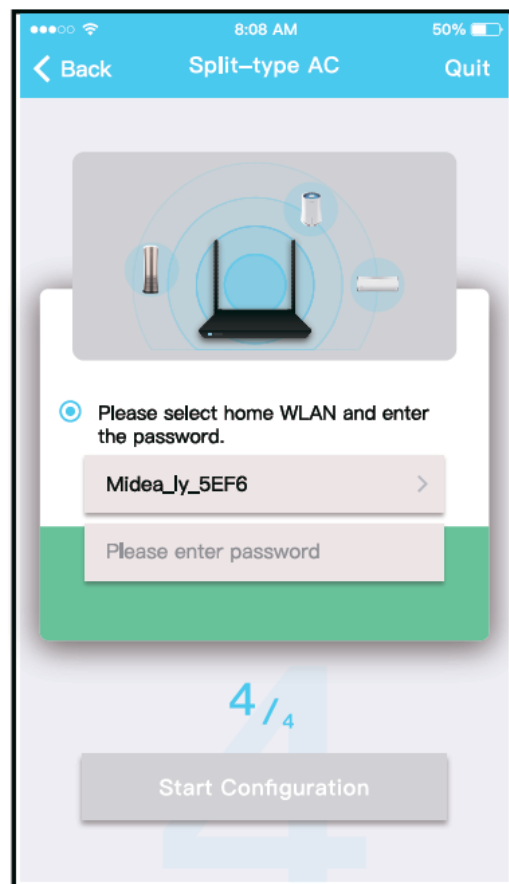 8:08 AM
50%
Back
Split-type AC
Quit
Please select home WLAN and enter
the password.
Midea_ly_5EF6
Please enter password
4/4
Start Configuration
4